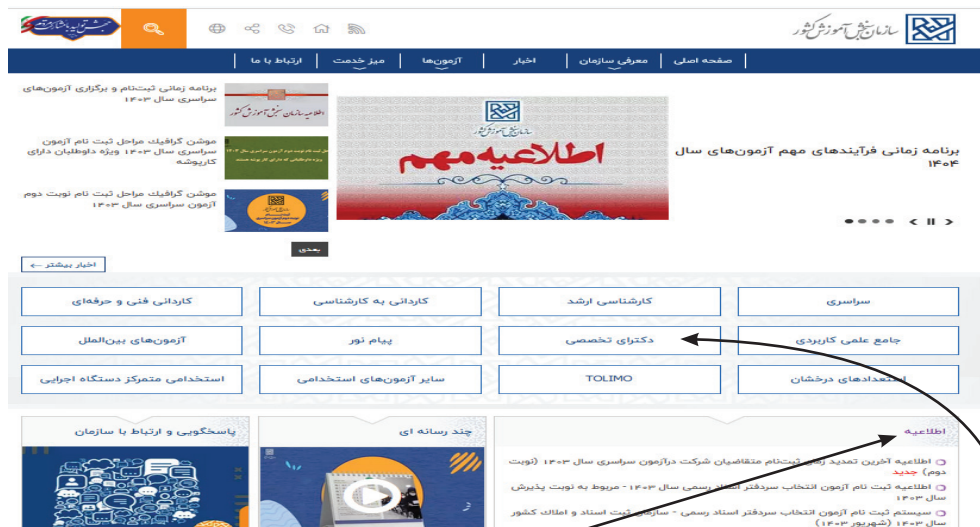 سازمان سنجش آموزش کشور
صفحه اصلی
معرفی سازمان
اخبار
آزمون‌ها
میز خدمت
ارتباط با ما
برنامه زمانی فرآیندهای مهم آزمون‌های سال
۱۴۰۴
سازمان سنجش آموزش کشور
اطلاعیه مهم
اطلاعیه سازمان سنجش آموزش کشور
برنامه زمانی ثبت‌نام و برگزاری آزمون‌های
سراسری سال ۱۴۰۳
موشن گرافیك مراحل ثبت نام آزمون
سراسری سال ۱۴۰۳ ویژه داوطلبان دارای
کارپوشه
موشن گرافیك مراحل ثبت نام نوبت دوم
آزمون سراسری سال ۱۴۰۳
بعدی
اخبار بیشتر
سراسری
کارشناسی ارشد
کاردانی به کارشناسی
کاردانی فنی و حرفه‌ای
جامع علمی کاربردی
دکترای تخصصی
پیام نور
آزمون‌های بین‌الملل
استعدادهای درخشان
TOLIMO
سایر آزمون‌های استخدامی
استخدامی متمرکز دستگاه اجرایی
اطلاعیه
اطلاعیه آخرین تمدید زمان ثبت‌نام متقاضیان شرکت درآزمون سراسری سال ۱۴۰۳ (نوبت
دوم) جدید
اطلاعیه ثبت نام آزمون انتخاب سردفتر اسناد رسمی سال ۱۴۰۳- مربوط به نوبت پذیرش
سال ۱۴۰۳
سیستم ثبت نام آزمون انتخاب سردفتر اسناد رسمی - سازمان ثبت اسناد و املاك کشور
سال ۱۴۰۳ (شهریور ۱۴۰۳)
چند رسانه ای
پاسخگویی و ارتباط با سازمان